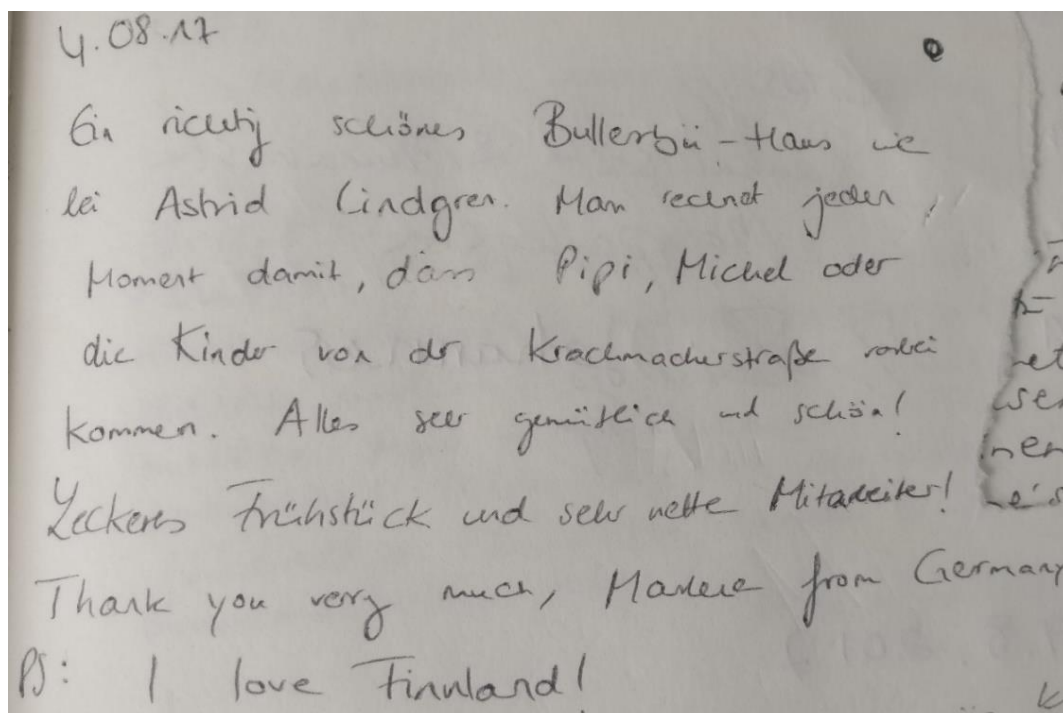 4.08.17
Ein richtig schönes Bullerbü-Haus wie
bei Astrid Lindgren. Man rechnet jeden
Moment damit, dass Pipi, Michel oder
die Kinder von der Krachmacherstraße vorbei
kommen. Alles seer gemütlich und schön!
Leckeres Frühstück und sehr nette Mitarbeiter!
Thank you very much, from Germany
PS: I love Finnland!